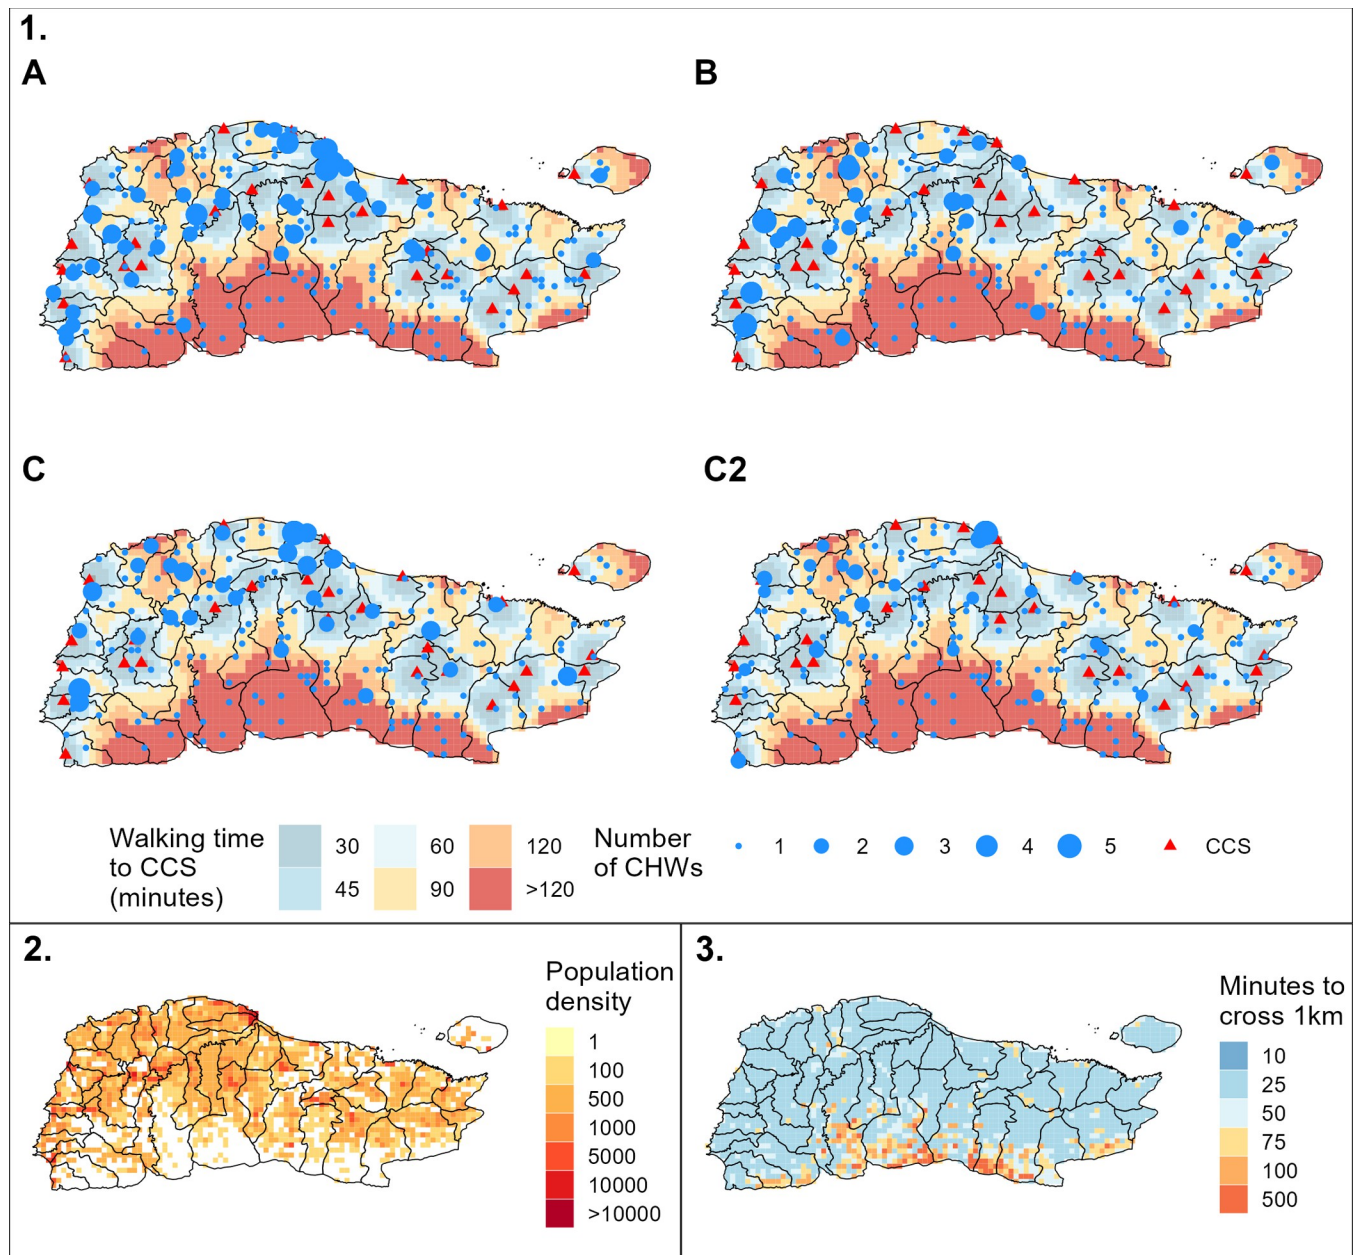 1.
A
B
C
C2
Walking time
to CCS
(minutes)
30
60
120
45
90
>120
Number
of CHWs
1
2
3
4
5
CCS
2.
Population
density
1
100
500
1000
5000
10000
>10000
3.
Minutes to
cross 1km
10
25
50
75
100
500